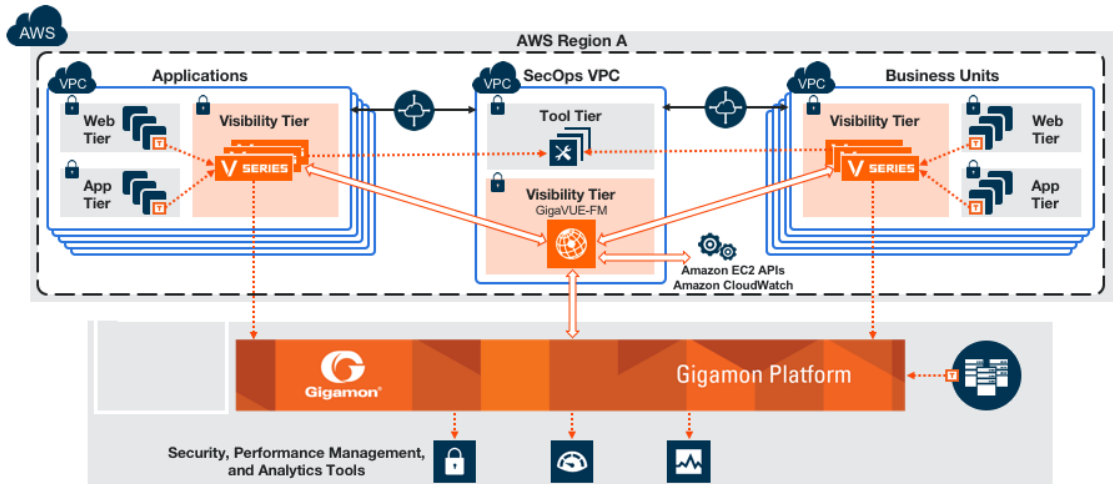 AWS
AWS Region A
VPC
Applications
VPC
SecOps VPC
VPC
Business Units
Web
Tier
T
App
Tier
T
Visibility Tier
V SERIES
Tool Tier
Visibility Tier
GigaVUE-FM
Visibility Tier
V SERIES
Web
Tier
T
App
Tier
T
Amazon EC2 APIs
Amazon CloudWatch
Gigamon®
Gigamon Platform
T
Security, Performance Management,
and Analytics Tools